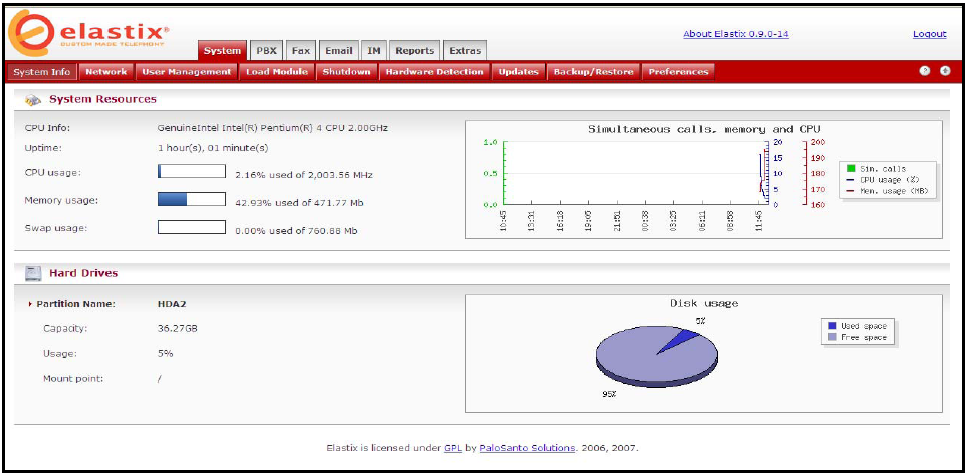 elastix®
CUSTOM MADE TELEPHONY
System PBX Fax Email IM Reports Extras
About Elastix 0.9.0-14
Logout
System Info Network User Management Load Module Shutdown Hardware Detection Updates Backup/Restore Preferences
System Resources
CPU Info: GenuineIntel Intel(R) Pentium(R) 4 CPU 2.00GHz
Uptime: 1 hour(s), 01 minute(s)
CPU usage: 2.16% used of 2,003.56 MHz
Memory usage: 42.93% used of 471.77 Mb
Swap usage: 0.00% used of 760.88 Mb
Simultaneous calls, memory and CPU
1.0 20 200
15 190
0.5 10 180
5 170
0.0 0 160
10:45 13:31 16:18 19:05 21:51 00:38 03:25 06:11 08:58 11:45
Sim. calls
CPU usage (%)
Mem. usage (MB)
Hard Drives
Partition Name: HDA2
Capacity: 36.27GB
Usage: 5%
Mount point: /
Disk usage
5%
95%
Used space
Free space
Elastix is licensed under GPL by PaloSanto Solutions. 2006, 2007.